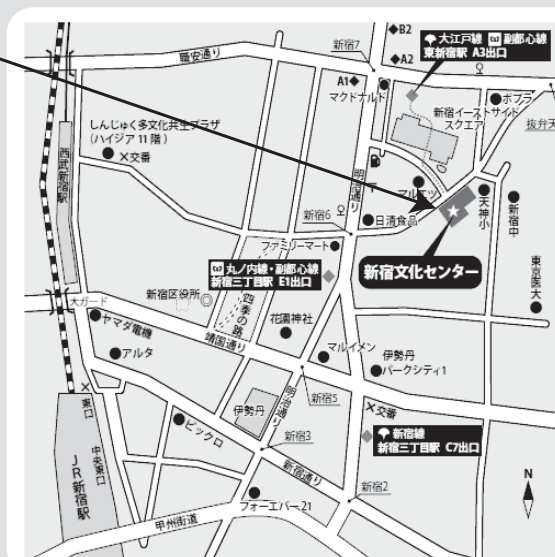 B2
新宿7
大江戸線 副都心線
東新宿駅 A3出口
A2
職安通り
A1
マクドナルド
ポプラ
新宿イーストサイド
スクエア
抜弁天
しんじゅく多文化共生プラザ
(ハイジア 11階)
×交番
西武新宿駅
明治通り
マルエツ
天神小
新宿中
新宿6
日清食品
ファミリーマート
新宿文化センター
東京医大
丸ノ内線・副都心線
新宿三丁目駅 E1出口
大ガード
新宿区役所
四季の路
ヤマダ電機
花園神社
靖国通り
アルタ
マルイメン
伊勢丹
パークシティ1
新宿5
東口
伊勢丹
明治通り
×交番
ビックロ
新宿3
新宿線
新宿三丁目駅 C7出口
中央東口
JR新宿駅
新宿通り
新宿2
フォーエバー21
甲州街道
N